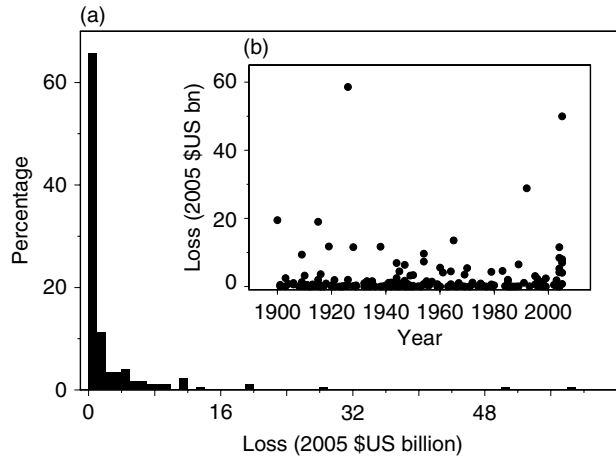 (a)
Percentage
60
40
20
0
0 16 32 48
Loss (2005 $US billion)
(b)
Loss (2005 $US bn)
60
40
20
0
1900 1920 1940 1960 1980 2000
Year